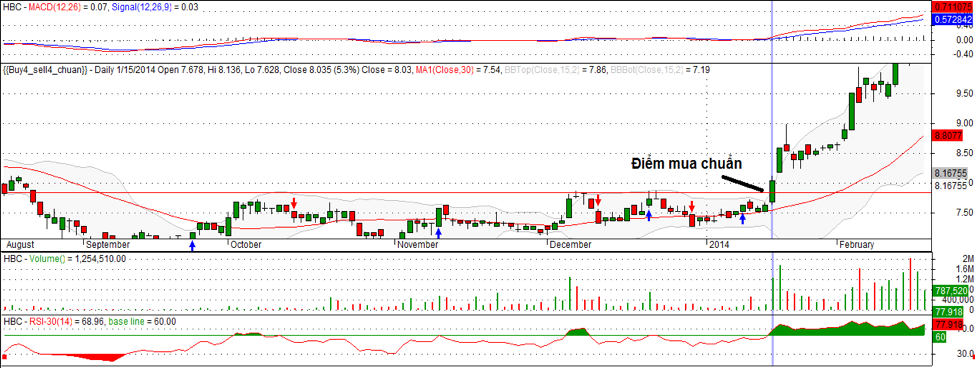 HBC - MACD(12,26) = 0.07, Signal(12,26,9) = 0.03
0.711075
0.572842
0.00
-0.40
{{Buy4_sell4_chuan}} - Daily 1/15/2014 Open 7.678, Hi 8.136, Lo 7.628, Close 8.035 (5.3%) Close = 8.03, MA1(Close,30) = 7.54, BBTop(Close,15,2) = 7.86, BBBot(Close,15,2) = 7.19
9.50
9.00
8.8077
8.50
8.16755
8.16755
7.50
Điểm mua chuẩn
August September October November December 2014 February
HBC - Volume() = 1,254,510.00
2M
1.6M
1.2M
787,520
400,000
0
77.918
HBC - RSI-30(14) = 68.96, base line = 60.00
77.918
60
30.0